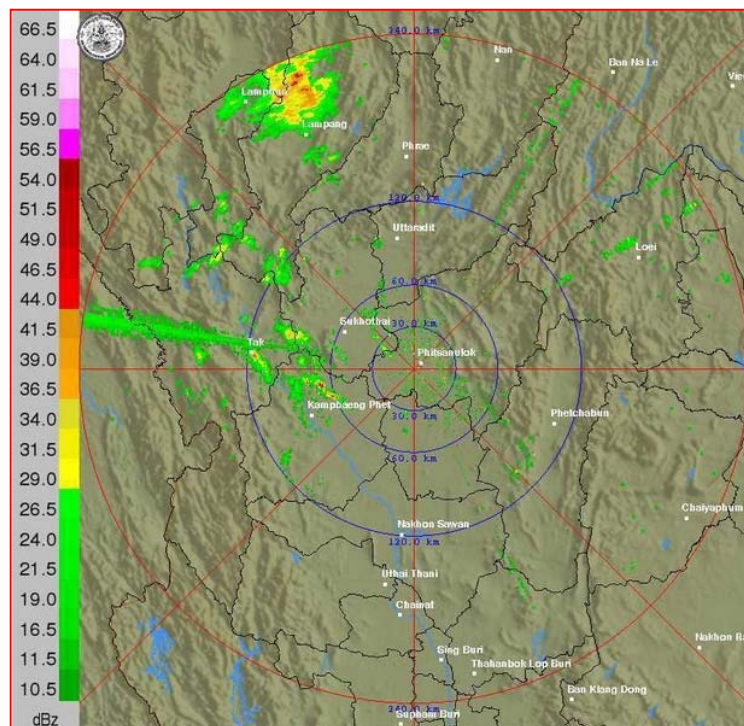 66.5
64.0
61.5
59.0
56.5
54.0
51.5
49.0
46.5
44.0
41.5
39.0
36.5
34.0
31.5
29.0
26.5
24.0
21.5
19.0
16.5
14.0
11.5
10.5
dBz
240.0 km
Nan
Ban Na Le
Lamphun
Lampang
Phrae
120.0 km
Uttaradit
Loei
60.0 km
Sukhothai
30.0 km
Tak
Phitsanulok
Kamphaeng Phet
30.0 km
Phetchabun
60.0 km
Chaiyaphum
Nakhon Sawan
120.0 km
Uthai Thani
Chainat
Sing Buri
Thahanbok Lop Buri
Ban Klang Dong
240.0 km
Suphan Buri